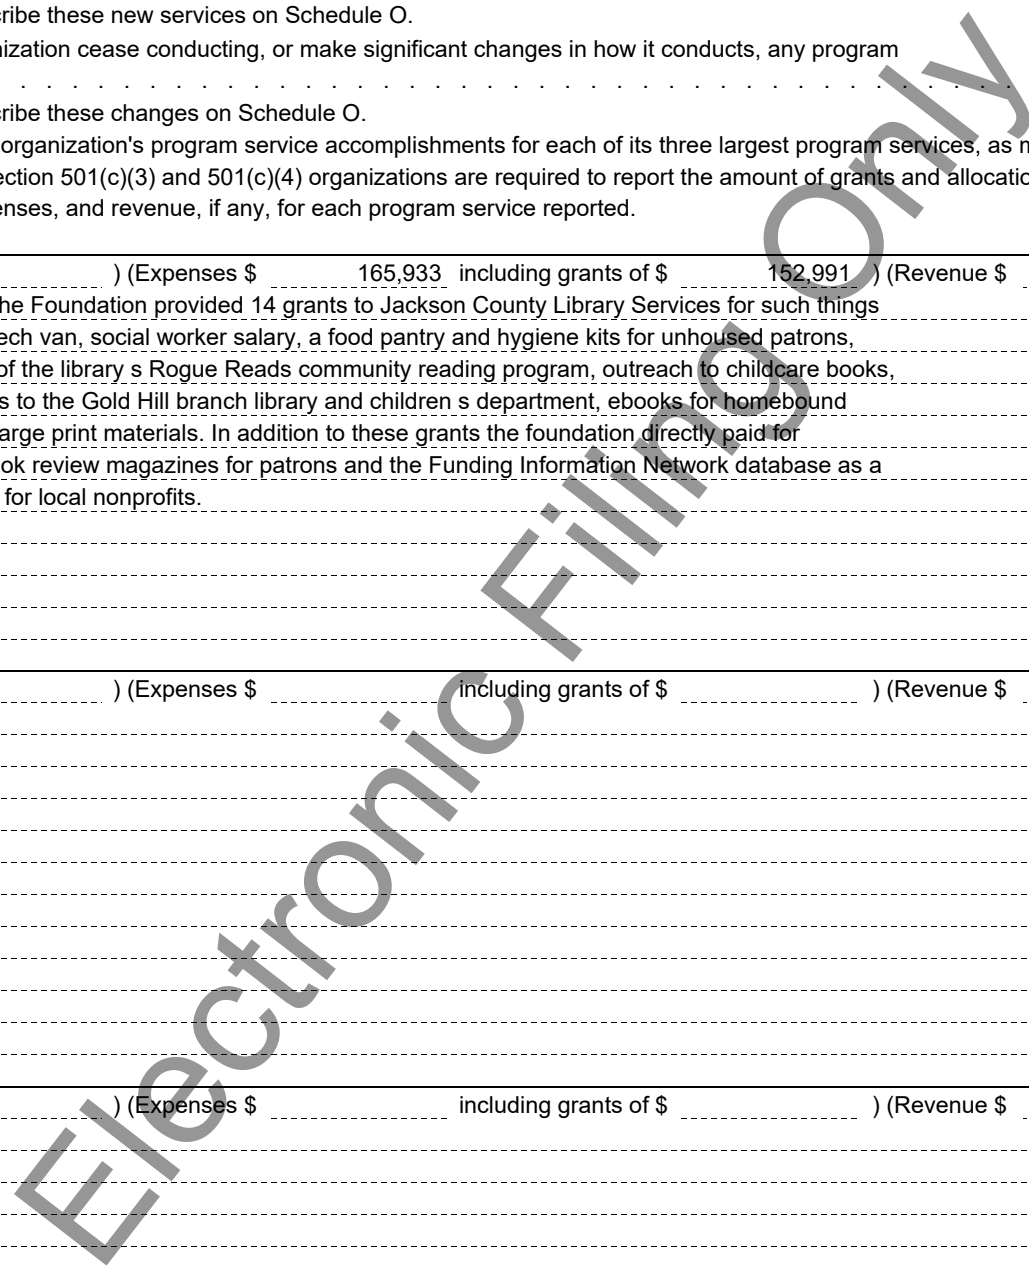 cribe these new services on Schedule O.
nization cease conducting, or make significant changes in how it conducts, any program
. . . . . . . . . . . . . . . . . . . . . . . . . . . . . . . . . . . . . . .
cribe these changes on Schedule O.
organization's program service accomplishments for each of its three largest program services, as m
ection 501(c)(3) and 501(c)(4) organizations are required to report the amount of grants and allocatio
enses, and revenue, if any, for each program service reported.
) (Expenses $ 165,933 including grants of $ 152,991 ) (Revenue $
he Foundation provided 14 grants to Jackson County Library Services for such things
ech van, social worker salary, a food pantry and hygiene kits for unhoused patrons,
of the library s Rogue Reads community reading program, outreach to childcare books,
s to the Gold Hill branch library and children s department, ebooks for homebound
arge print materials. In addition to these grants the foundation directly paid for
ok review magazines for patrons and the Funding Information Network database as a
for local nonprofits.
) (Expenses $ including grants of $ ) (Revenue $
) (Expenses $ including grants of $ ) (Revenue $
Electronic Filing Only